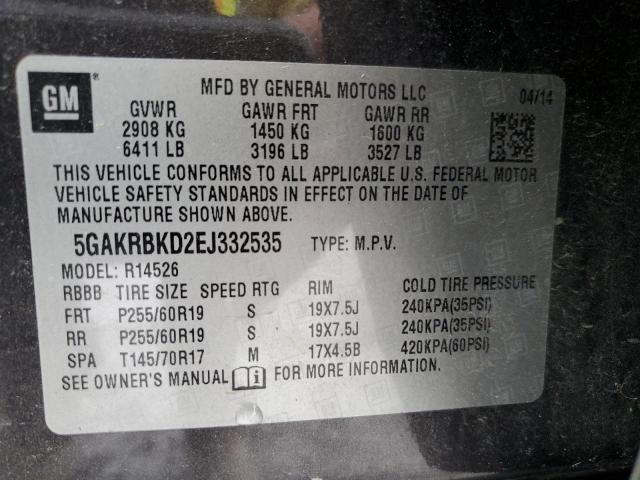 GM ®
MFD BY GENERAL MOTORS LLC 04/14
GVWR GAWR FRT GAWR RR
2908 KG 1450 KG 1600 KG
6411 LB 3196 LB 3527 LB
THIS VEHICLE CONFORMS TO ALL APPLICABLE U.S. FEDERAL MOTOR
VEHICLE SAFETY STANDARDS IN EFFECT ON THE DATE OF
MANUFACTURE SHOWN ABOVE.
5GAKRBKD2EJ332535 TYPE: M.P.V.
MODEL: R14526
RBBB TIRE SIZE SPEED RTG RIM COLD TIRE PRESSURE
FRT P255/60R19 S 19X7.5J 240KPA(35PSI)
RR P255/60R19 S 19X7.5J 240KPA(35PSI)
SPA T145/70R17 M 17X4.5B 420KPA(60PSI)
SEE OWNER'S MANUAL FOR MORE INFORMATION.